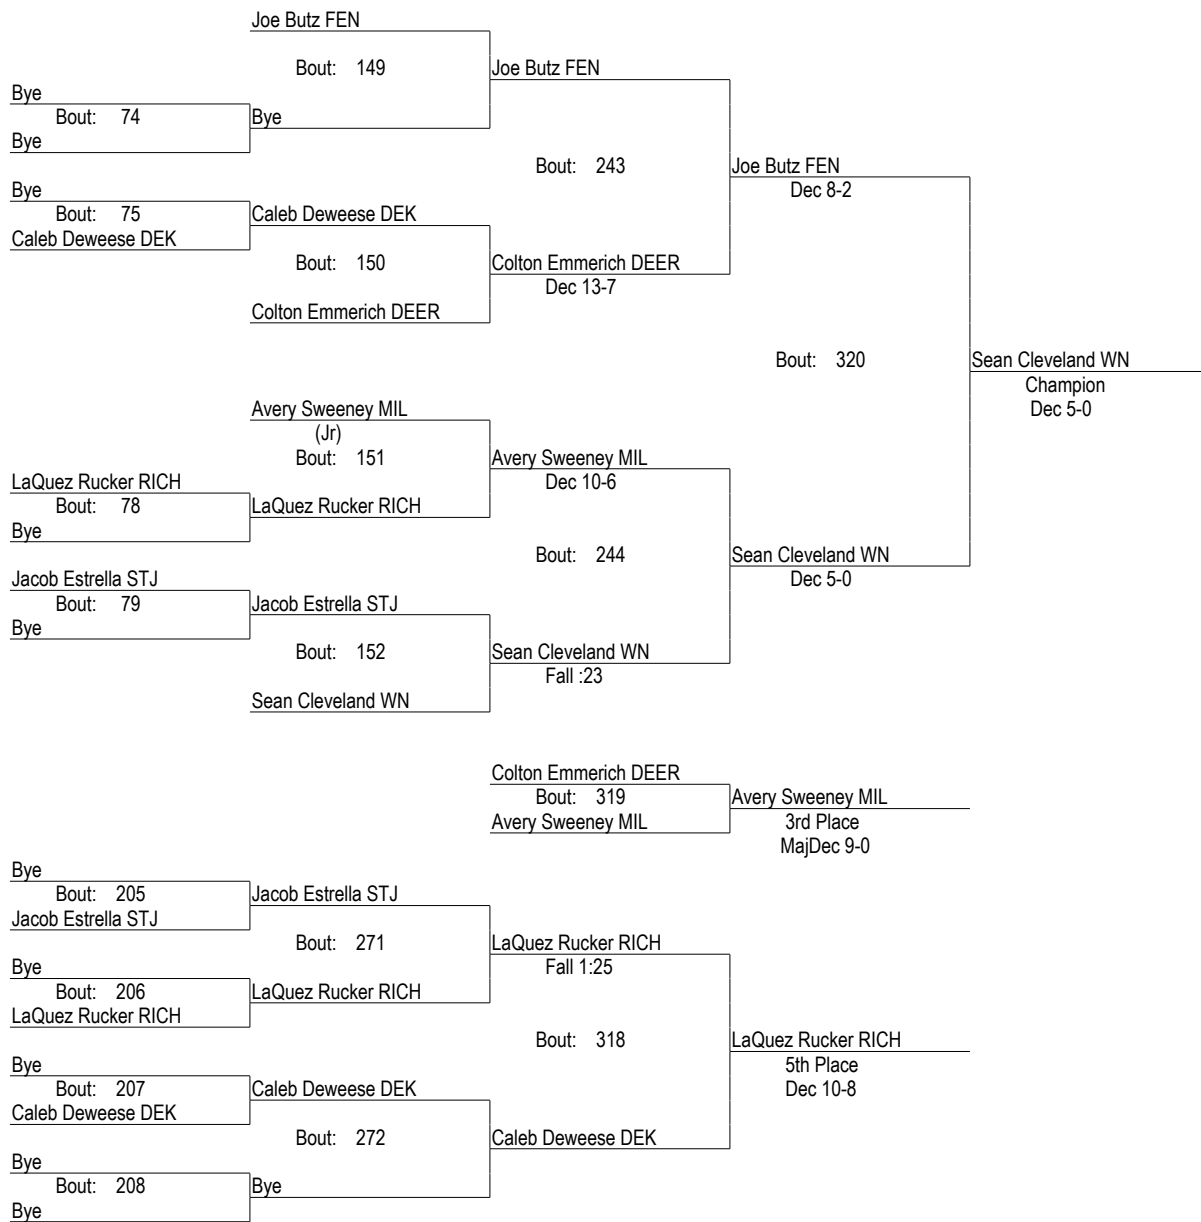 Joe Butz FEN
Bout: 149
Joe Butz FEN
Bye
Bout: 74
Bye
Bye
Bout: 243
Joe Butz FEN
Dec 8-2
Bye
Bout: 75
Caleb Deweese DEK
Caleb Deweese DEK
Bout: 150
Colton Emmerich DEER
Dec 13-7
Colton Emmerich DEER
Bout: 320
Sean Cleveland WN
Champion
Dec 5-0
Avery Sweeney MIL
(Jr)
Bout: 151
Avery Sweeney MIL
Dec 10-6
LaQuez Rucker RICH
Bout: 78
LaQuez Rucker RICH
Bye
Bout: 244
Sean Cleveland WN
Dec 5-0
Jacob Estrella STJ
Bout: 79
Jacob Estrella STJ
Bye
Bout: 152
Sean Cleveland WN
Fall :23
Sean Cleveland WN
Colton Emmerich DEER
Bout: 319
Avery Sweeney MIL
Avery Sweeney MIL
3rd Place
MajDec 9-0
Bye
Bout: 205
Jacob Estrella STJ
Jacob Estrella STJ
Bout: 271
LaQuez Rucker RICH
Fall 1:25
Bye
Bout: 206
LaQuez Rucker RICH
LaQuez Rucker RICH
Bout: 318
LaQuez Rucker RICH
5th Place
Dec 10-8
Bye
Bout: 207
Caleb Deweese DEK
Caleb Deweese DEK
Bout: 272
Caleb Deweese DEK
Bye
Bout: 208
Bye
Bye